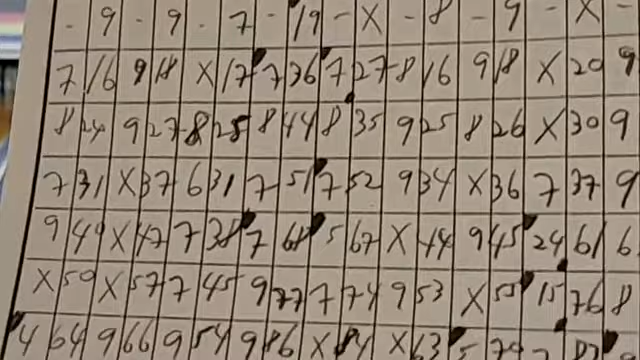 - 9 - 9 - 7 - 19 - X - 8 - 9 - X -
7 16 9 18 X 17 7 36 7 27 8 16 9 18 X 20 9
8 24 9 27 8 25 8 44 8 35 9 25 8 26 X 30 9
7 31 X 37 6 31 7 51 7 52 9 34 X 36 7 37 9
9 49 X 47 7 38 7 68 5 67 X 44 9 45 24 61 6
X 50 X 57 7 45 9 77 7 74 9 53 X 55 15 76 8
4 64 9 66 9 54 9 86 X 84 X 63